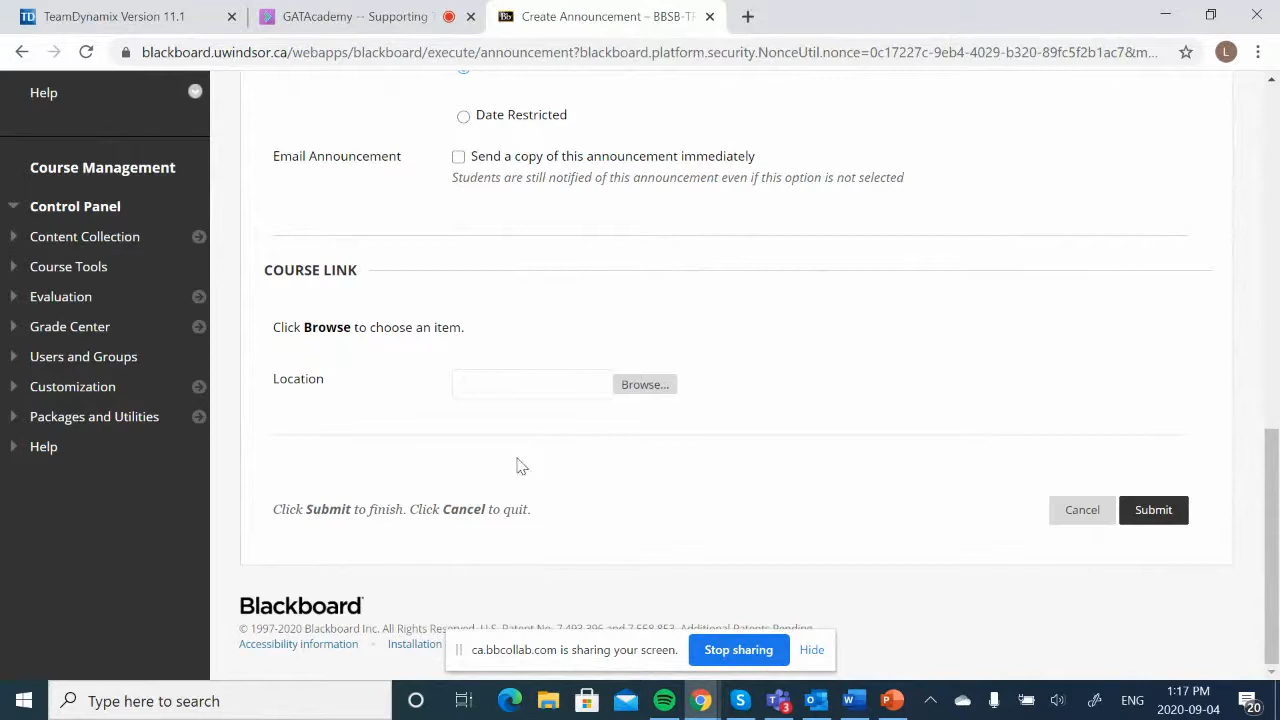 TeamDynamix Version 11.1
GATAcademy -- Supporting
Create Announcement – BBSB-TF
blackboard.uwindsor.ca/webapps/blackboard/execute/announcement?blackboard.platform.security.NonceUtil.nonce=0c17227c-9eb4-4029-b320-89fc5f2b1ac7&m...
L
Help
Date Restricted
Email Announcement
Send a copy of this announcement immediately
Students are still notified of this announcement even if this option is not selected
Course Management
Control Panel
Content Collection
Course Tools
Evaluation
Grade Center
Users and Groups
Customization
Packages and Utilities
Help
COURSE LINK
Click Browse to choose an item.
Location
Browse...
Click Submit to finish. Click Cancel to quit.
Cancel
Submit
Blackboard
© 1997-2020 Blackboard Inc. All Rights Reserved. U.S. Patent No. 7,493,396 and 7,558,853. Additional Patents Pending.
Accessibility information - Installation
ca.bbcollab.com is sharing your screen.
Stop sharing
Hide
Type here to search
3
ENG
1:17 PM
2020-09-04
20